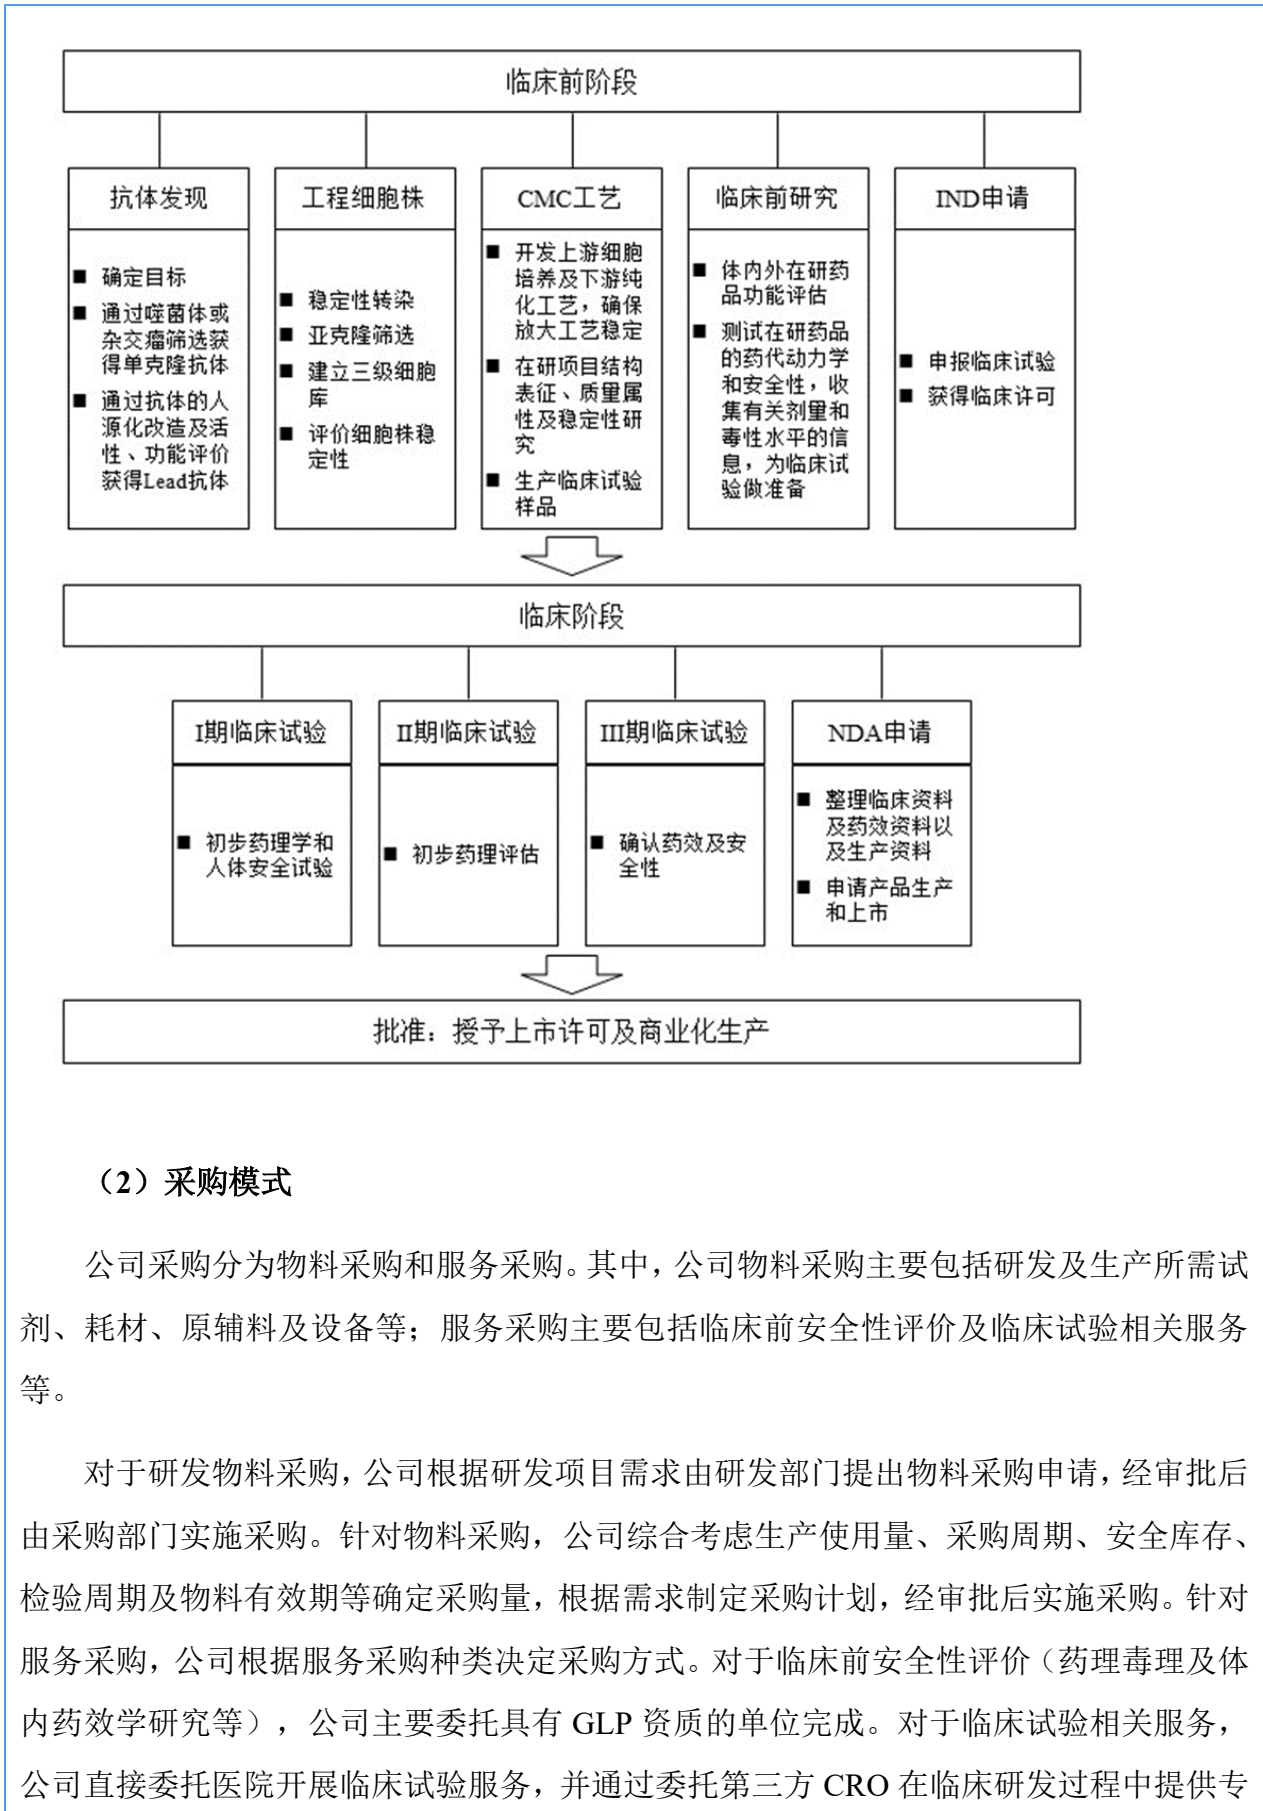 临床前阶段
抗体发现
■ 确定目标
■ 通过噬菌体或
杂交瘤筛选获
得单克隆抗体
■ 通过抗体的人
源化改造及活
性、功能评价
获得Lead抗体
工程细胞株
■ 稳定性转染
■ 亚克隆筛选
■ 建立三级细胞
库
■ 评价细胞株稳
定性
CMC工艺
■ 开发上游细胞
培养及下游纯
化工艺，确保
放大工艺稳定
■ 在研项目结构
表征、质量属
性及稳定性研
究
■ 生产临床试验
样品
临床前研究
■ 体内外在研药
品功能评估
■ 测试在研药品
的药代动力学
和安全性，收
集有关剂量和
毒性水平的信
息，为临床试
验做准备
IND申请
■ 申报临床试验
■ 获得临床许可
临床阶段
I期临床试验
■ 初步药理学和
人体安全试验
II期临床试验
■ 初步药理评估
III期临床试验
■ 确认药效及安
全性
NDA申请
■ 整理临床资料
及药效资料以
及生产资料
■ 申请产品生产
和上市
批准：授予上市许可及商业化生产
（2）采购模式
公司采购分为物料采购和服务采购。其中，公司物料采购主要包括研发及生产所需试
剂、耗材、原辅料及设备等；服务采购主要包括临床前安全性评价及临床试验相关服务
等。
对于研发物料采购，公司根据研发项目需求由研发部门提出物料采购申请，经审批后
由采购部门实施采购。针对物料采购，公司综合考虑生产使用量、采购周期、安全库存、
检验周期及物料有效期等确定采购量，根据需求制定采购计划，经审批后实施采购。针对
服务采购，公司根据服务采购种类决定采购方式。对于临床前安全性评价（药理毒理及体
内药效学研究等），公司主要委托具有 GLP 资质的单位完成。对于临床试验相关服务，
公司直接委托医院开展临床试验服务，并通过委托第三方 CRO 在临床研发过程中提供专